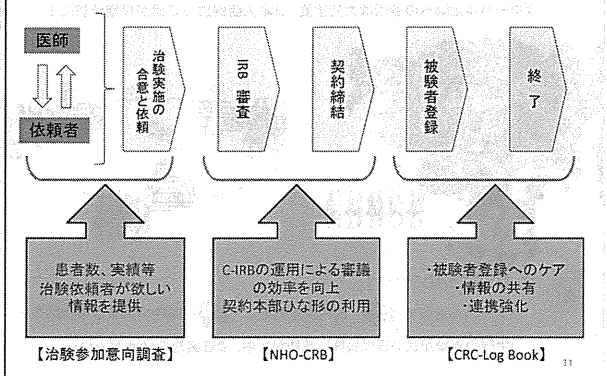 医師
依頼者
治験実施の
合意と依頼
IRB 審査
契約締結
被験者登録
終了
患者数、実績等
治験依頼者が欲しい
情報を提供
C-IRBの運用による審議
の効率を向上
契約本部ひな形の利用
・被験者登録へのケア
・情報の共有
・連携強化
【治験参加意向調査】
【NHO-CRB】
【CRC-Log Book】
33